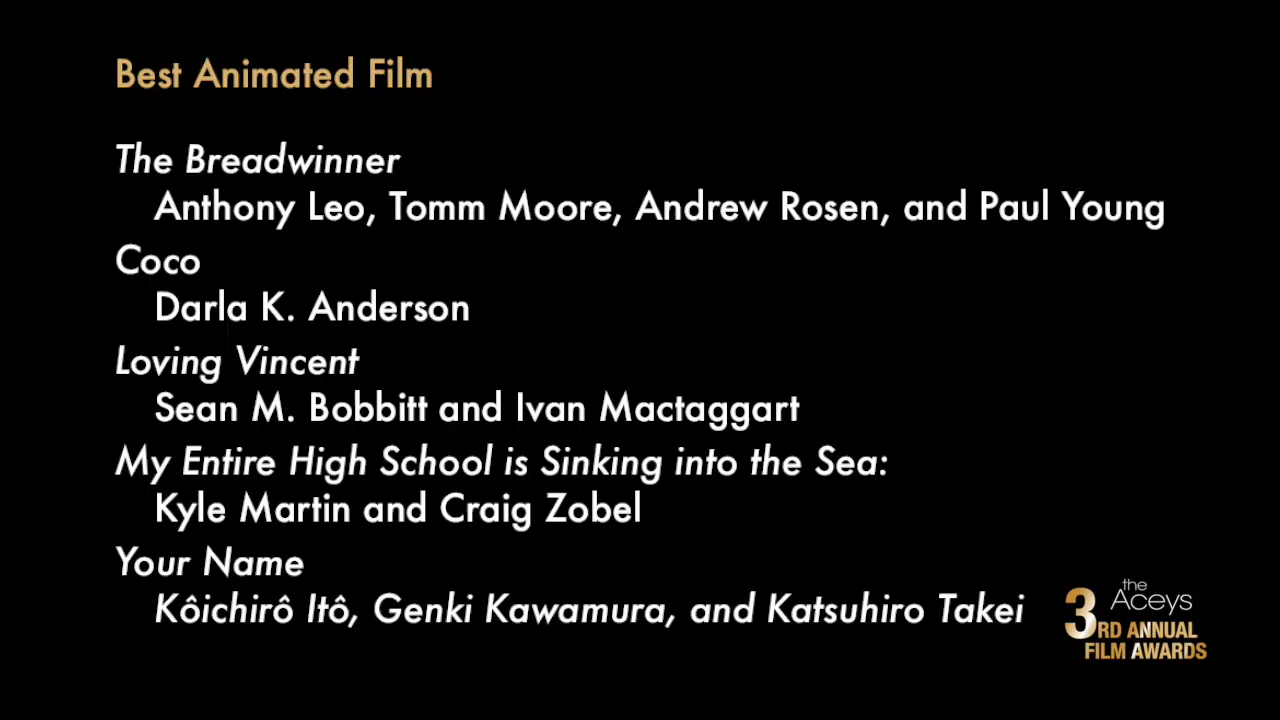 Best Animated Film
The Breadwinner
Anthony Leo, Tomm Moore, Andrew Rosen, and Paul Young
Coco
Darla K. Anderson
Loving Vincent
Sean M. Bobbitt and Ivan Mactaggart
My Entire High School is Sinking into the Sea:
Kyle Martin and Craig Zobel
Your Name
Kôichirô Itô, Genki Kawamura, and Katsuhiro Takei
the
Aceys
3RD ANNUAL
FILM AWARDS